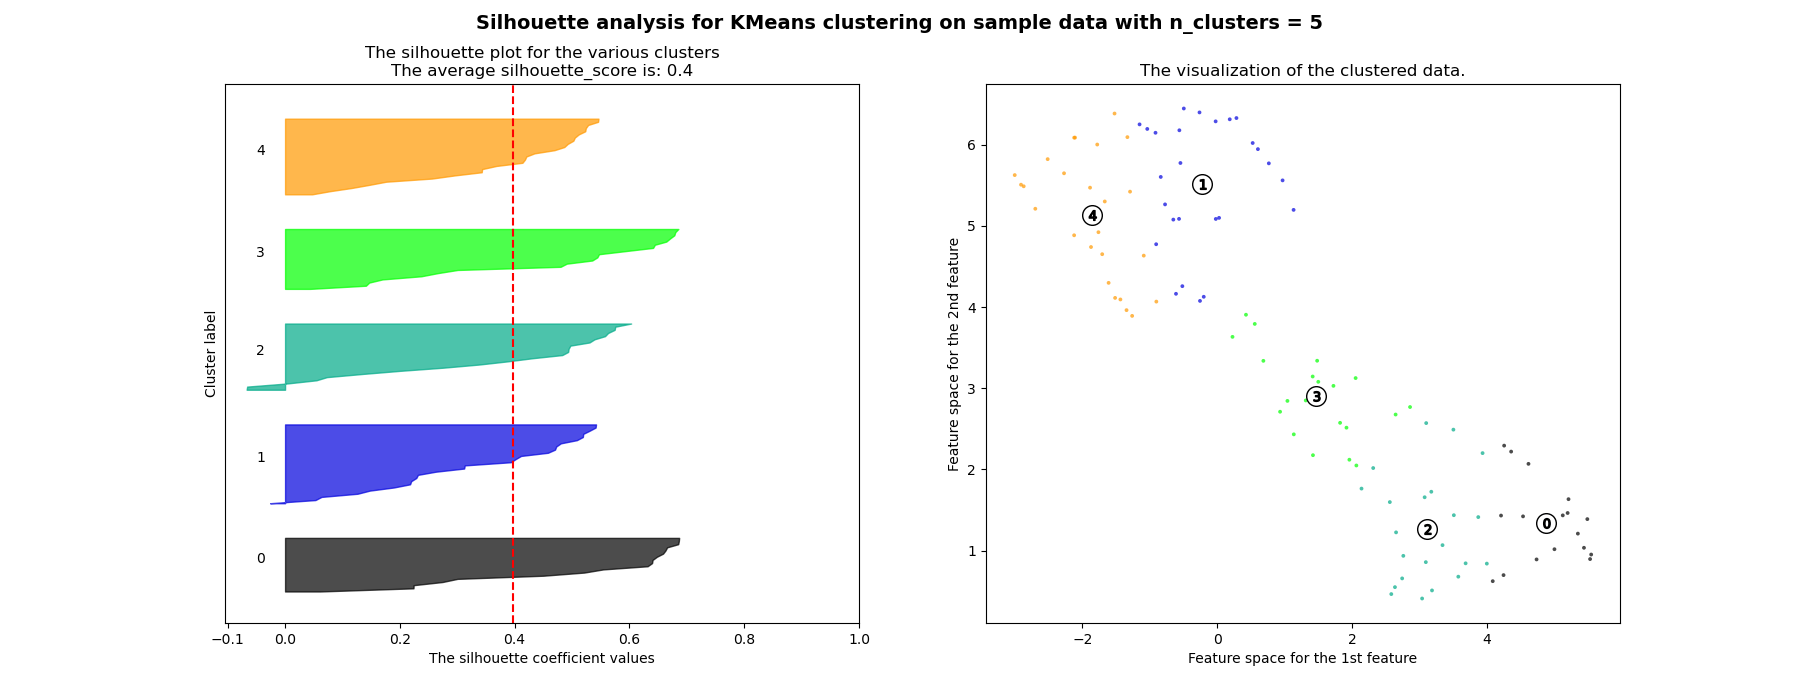 Silhouette analysis for KMeans clustering on sample data with n_clusters = 5
The silhouette plot for the various clusters
The average silhouette_score is: 0.4
4
3
2
1
0
Cluster label
−0.1 0.0 0.2 0.4 0.6 0.8 1.0
The silhouette coefficient values
The visualization of the clustered data.
6
5
4
3
2
1
Feature space for the 2nd feature
1
4
3
2
0
−2 0 2 4
Feature space for the 1st feature